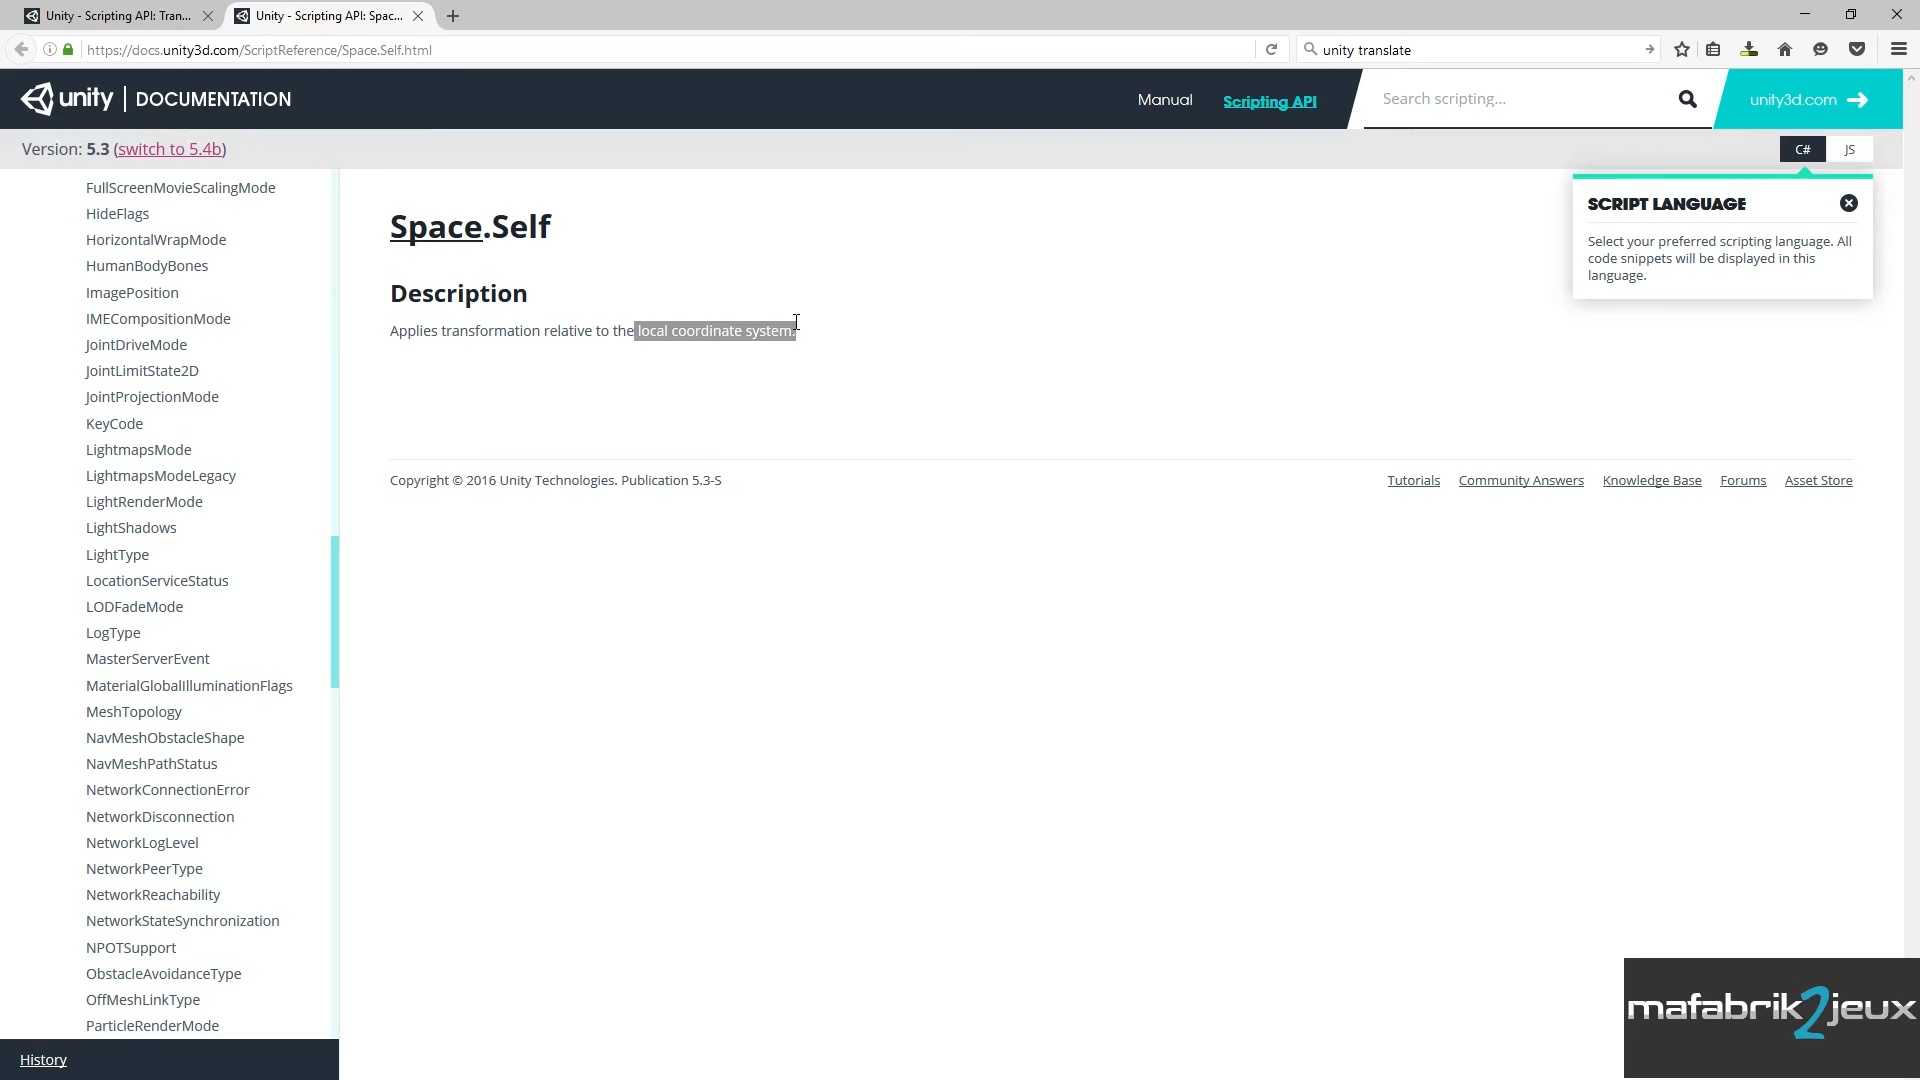 Unity - Scripting API: Tran...
Unity - Scripting API: Spac...
https://docs.unity3d.com/ScriptReference/Space.Self.html
unity translate
unity | DOCUMENTATION
Manual
Scripting API
Search scripting...
unity3d.com
Version: 5.3 (switch to 5.4b)
C#
JS
SCRIPT LANGUAGE
Select your preferred scripting language. All
code snippets will be displayed in this
language.
FullScreenMovieScalingMode
HideFlags
HorizontalWrapMode
HumanBodyBones
ImagePosition
IMECompositionMode
JointDriveMode
JointLimitState2D
JointProjectionMode
KeyCode
LightmapsMode
LightmapsModeLegacy
LightRenderMode
LightShadows
LightType
LocationServiceStatus
LODFadeMode
LogType
MasterServerEvent
MaterialGlobalIlluminationFlags
MeshTopology
NavMeshObstacleShape
NavMeshPathStatus
NetworkConnectionError
NetworkDisconnection
NetworkLogLevel
NetworkPeerType
NetworkReachability
NetworkStateSynchronization
NPOTSupport
ObstacleAvoidanceType
OffMeshLinkType
ParticleRenderMode
History
Space.Self
Description
Applies transformation relative to the local coordinate system.
Copyright © 2016 Unity Technologies. Publication 5.3-S
Tutorials
Community Answers
Knowledge Base
Forums
Asset Store
mafabrik2jeux